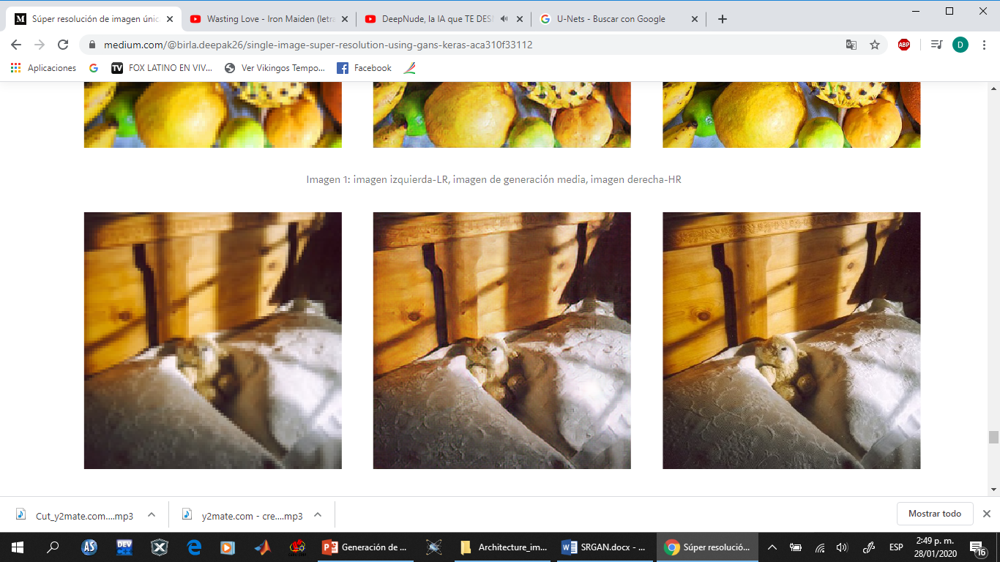 Súper resolución de imagen únic
Wasting Love - Iron Maiden (letra
DeepNude, la IA que TE DES
U-Nets - Buscar con Google
medium.com/@birla.deepak26/single-image-super-resolution-using-gans-keras-aca310f33112
ABP
D
Aplicaciones
FOX LATINO EN VIV...
Ver Vikingos Tempo...
Facebook
Imagen 1: imagen izquierda-LR, imagen de generación media, imagen derecha-HR
Cut_y2mate.com....mp3
y2mate.com - cre....mp3
Mostrar todo
Generación de ...
Architecture_im...
SRGAN.docx - ...
Súper resolució...
ESP
2:49 p. m.
28/01/2020
16